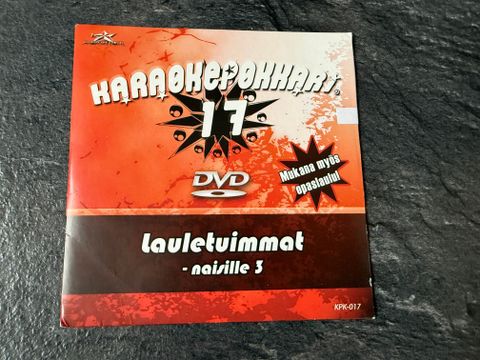 KARAOKEPOKKARI
17
DVD
Mukana myös
opaslaulu!
Lauletuimmat
- naisille 3
KPK-017